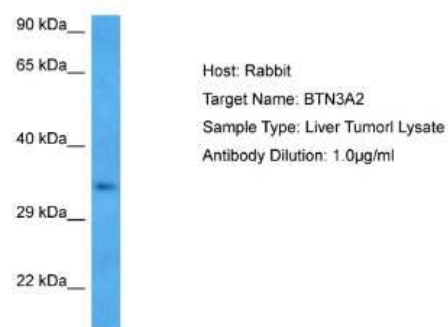 90 kDa
65 kDa
40 kDa
29 kDa
22 kDa
Host: Rabbit
Target Name: BTN3A2
Sample Type: Liver Tumorl Lysate
Antibody Dilution: 1.0µg/ml